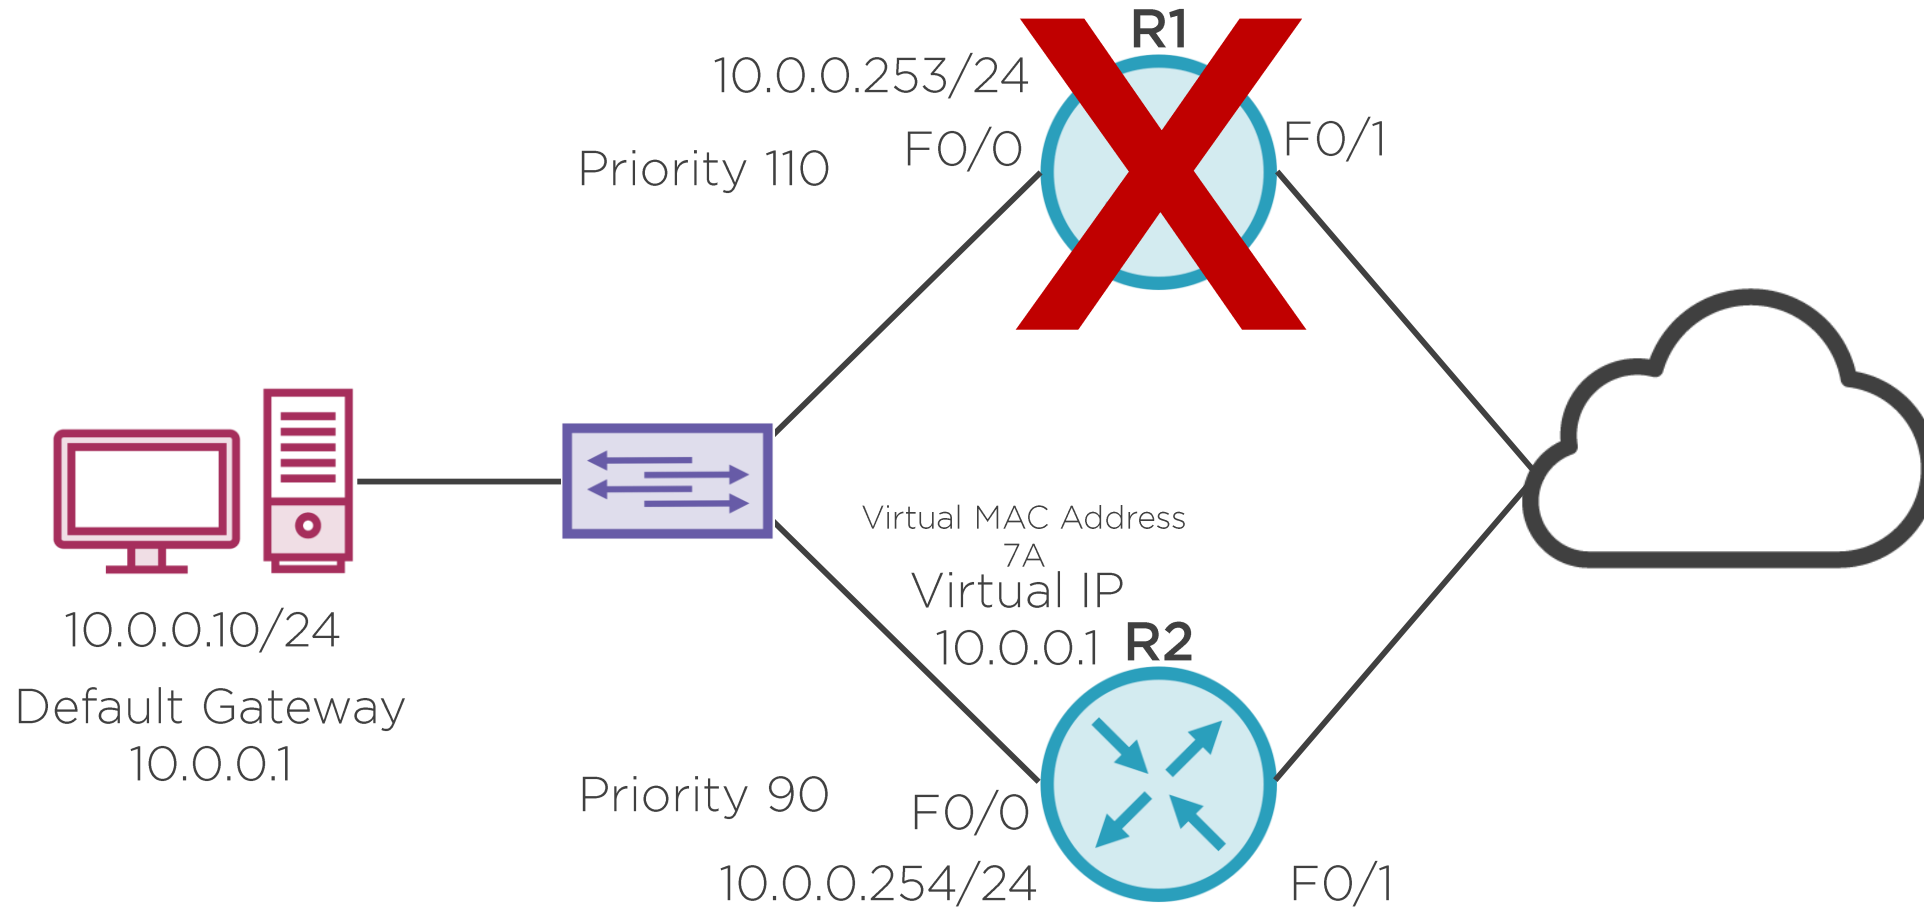 R1
10.0.0.253/24
F0/0
F0/1
Priority 110
Virtual MAC Address
7A
Virtual IP
10.0.0.1
R2
10.0.0.10/24
Default Gateway
10.0.0.1
Priority 90
F0/0
10.0.0.254/24
F0/1